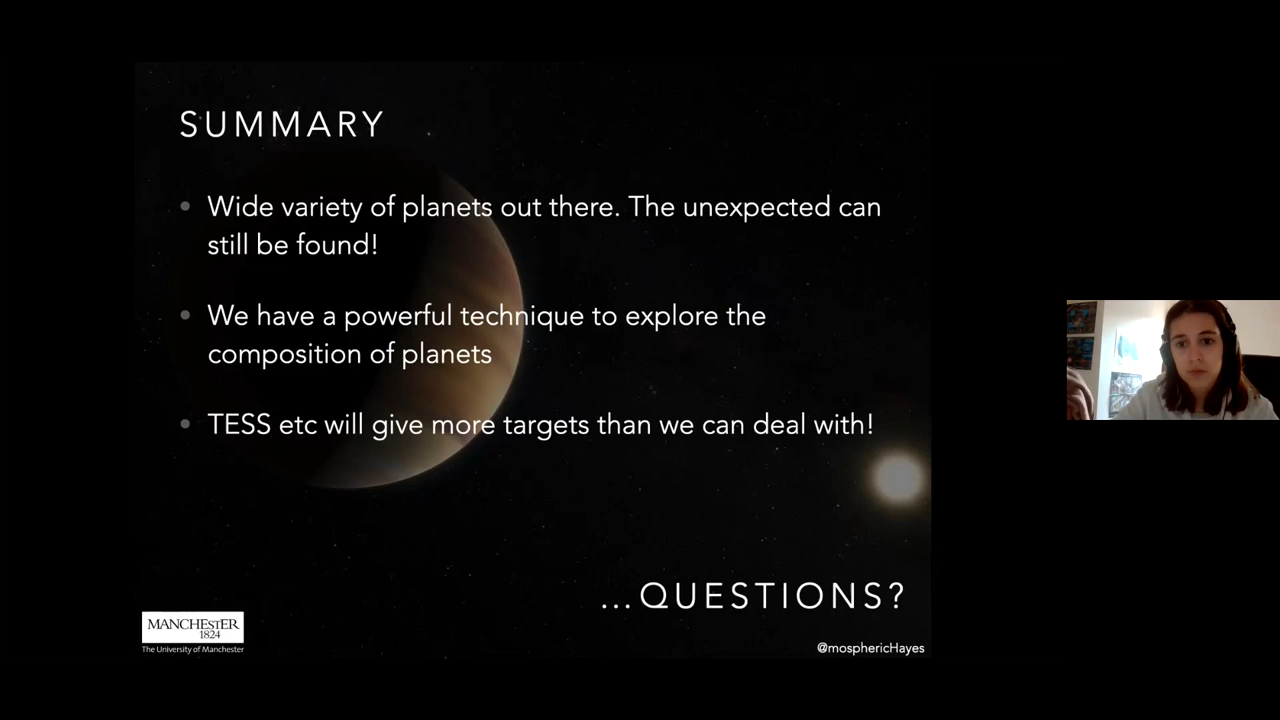 SUMMARY
Wide variety of planets out there. The unexpected can
still be found!
We have a powerful technique to explore the
composition of planets
TESS etc will give more targets than we can deal with!
...QUESTIONS?
MANCHESTER
1824
The University of Manchester
@mosphericHayes